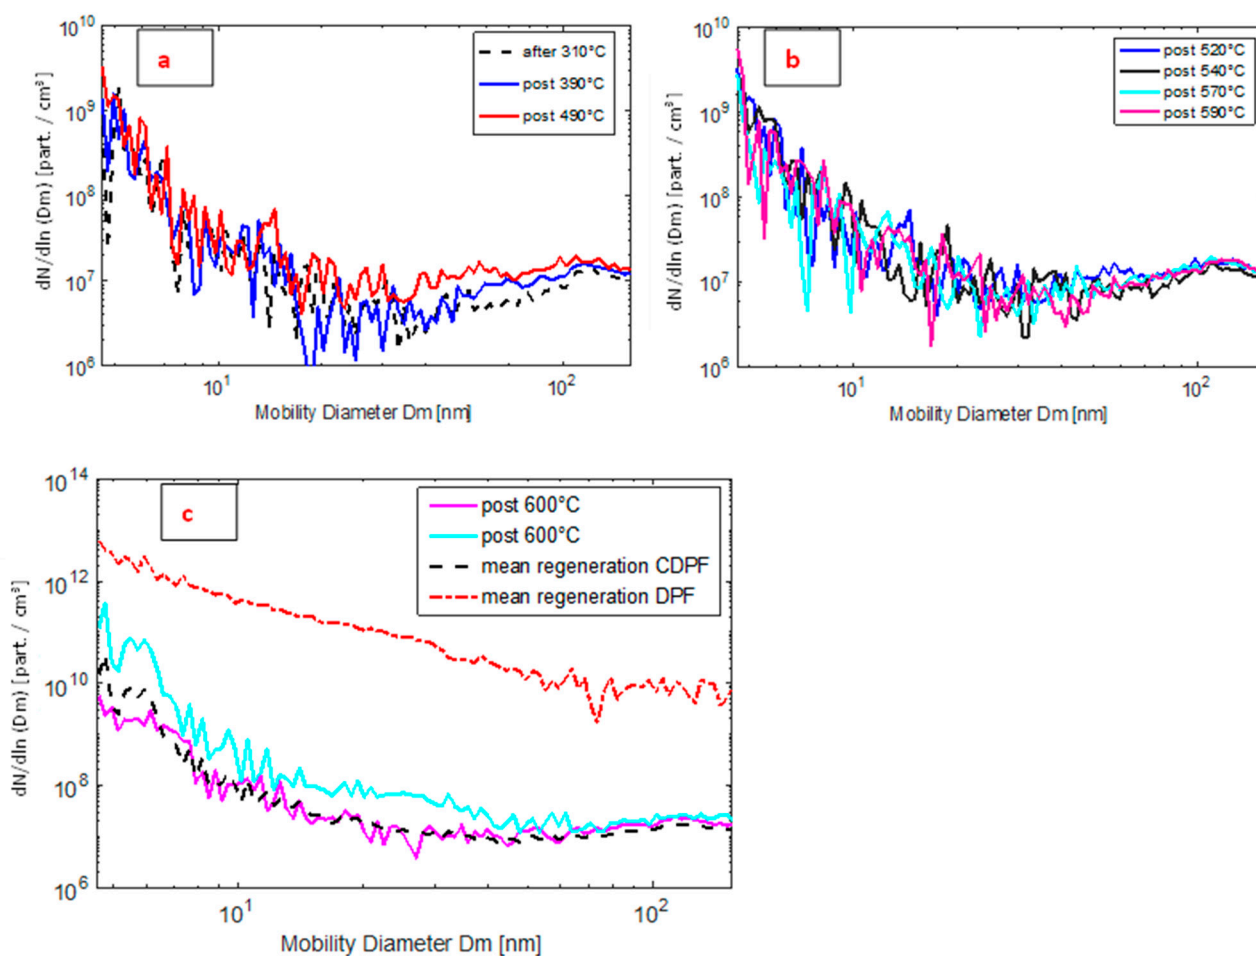 a
after 310°C
post 390°C
post 490°C
10^10
10^9
10^8
10^7
10^6
dN/dln (Dm) [part. / cm³]
10^1
10^2
Mobility Diameter Dm [nm]
b
post 520°C
post 540°C
post 570°C
post 590°C
10^10
10^9
10^8
10^7
10^6
dN/dln (Dm) [part. / cm³]
10^1
10^2
Mobility Diameter Dm [nm]
c
post 600°C
post 600°C
mean regeneration CDPF
mean regeneration DPF
10^14
10^12
10^10
10^8
10^6
dN/dln (Dm) [part. / cm³]
10^1
10^2
Mobility Diameter Dm [nm]